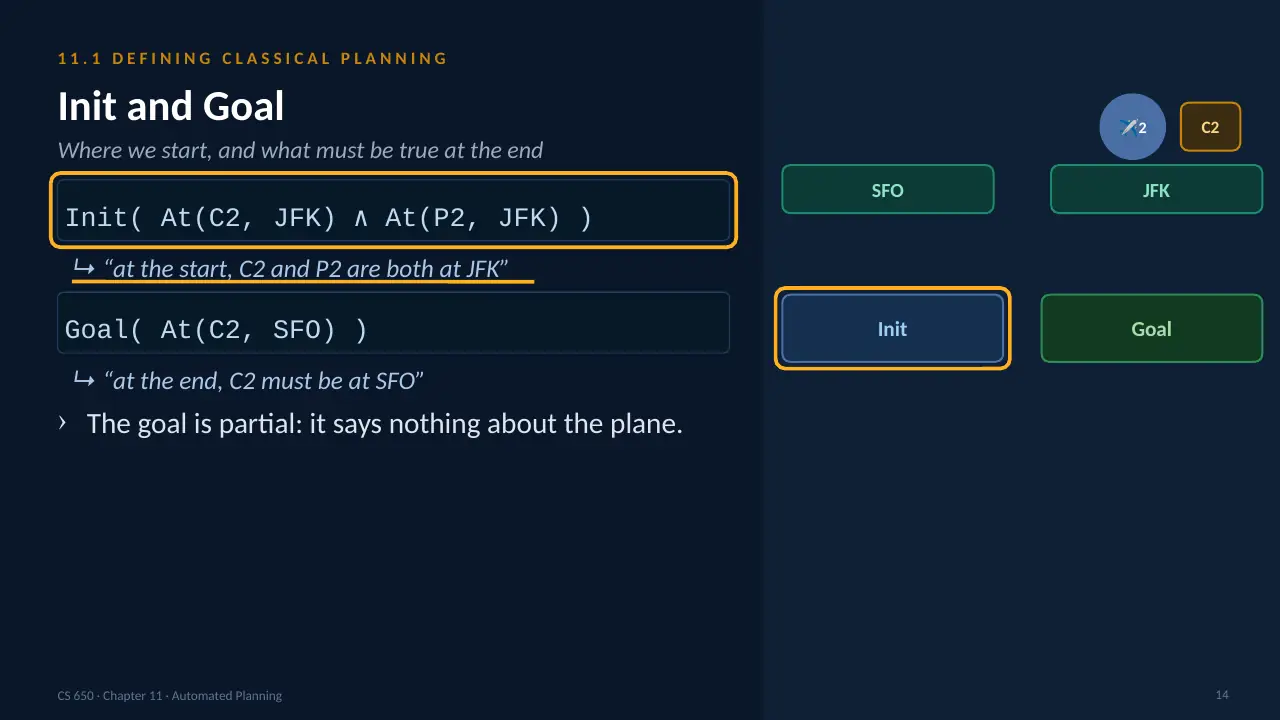 11.1 DEFINING CLASSICAL PLANNING
Init and Goal
Where we start, and what must be true at the end
Init( At(C2, JFK) ∧ At(P2, JFK) )
↪ “at the start, C2 and P2 are both at JFK”
Goal( At(C2, SFO) )
↪ “at the end, C2 must be at SFO”
› The goal is partial: it says nothing about the plane.
✈️2
C2
SFO
JFK
Init
Goal
CS 650 · Chapter 11 · Automated Planning
14